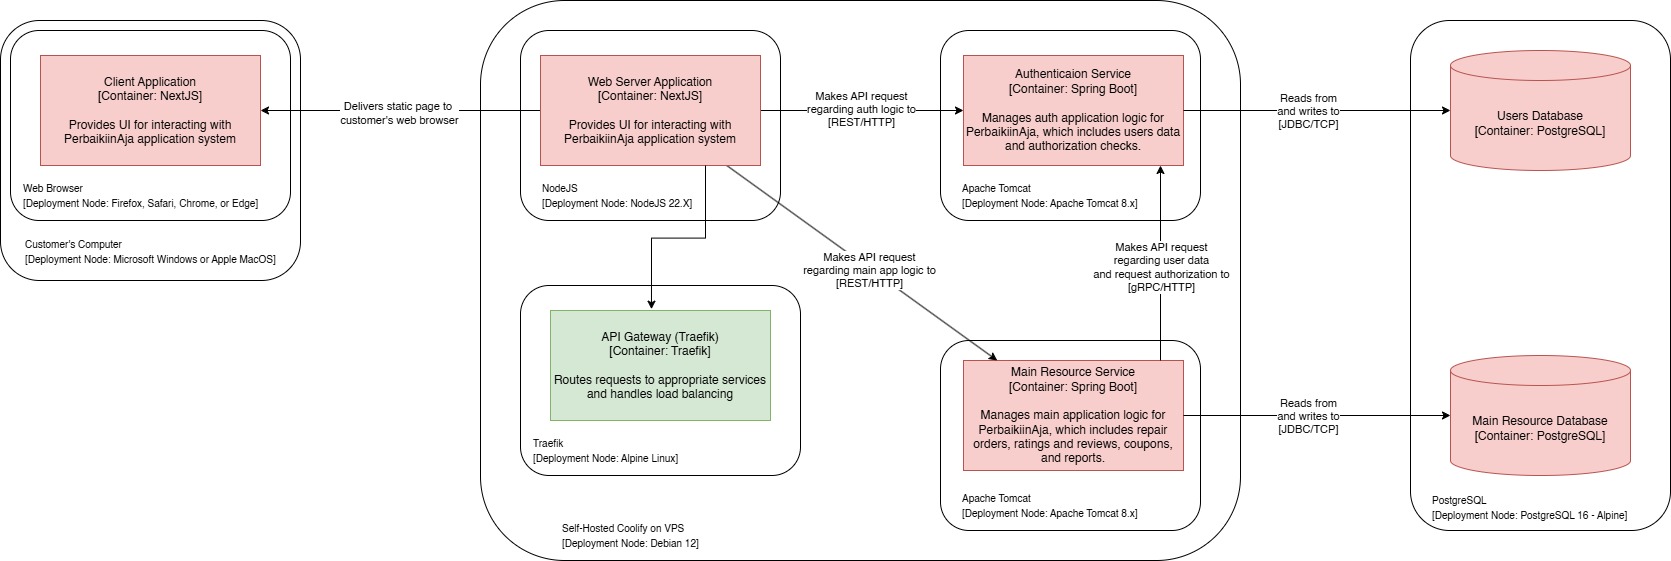 Client Application
[Container: NextJS]
Provides UI for interacting with
PerbaikiinAja application system
Web Browser
[Deployment Node: Firefox, Safari, Chrome, or Edge]
Customer's Computer
[Deployment Node: Microsoft Windows or Apple MacOS]
Delivers static page to
customer's web browser
Web Server Application
[Container: NextJS]
Provides UI for interacting with
PerbaikiinAja application system
NodeJS
[Deployment Node: NodeJS 22.X]
Makes API request
regarding auth logic to
[REST/HTTP]
Authenticaion Service
[Container: Spring Boot]
Manages auth application logic for
PerbaikiinAja, which includes users data
and authorization checks.
Apache Tomcat
[Deployment Node: Apache Tomcat 8.x]
Reads from
and writes to
[JDBC/TCP]
Users Database
[Container: PostgreSQL]
Makes API request
regarding main app logic to
[REST/HTTP]
Makes API request
regarding user data
and request authorization to
[gRPC/HTTP]
API Gateway (Traefik)
[Container: Traefik]
Routes requests to appropriate services
and handles load balancing
Traefik
[Deployment Node: Alpine Linux]
Main Resource Service
[Container: Spring Boot]
Manages main application logic for
PerbaikiinAja, which includes repair
orders, ratings and reviews, coupons,
and reports.
Apache Tomcat
[Deployment Node: Apache Tomcat 8.x]
Reads from
and writes to
[JDBC/TCP]
Main Resource Database
[Container: PostgreSQL]
PostgreSQL
[Deployment Node: PostgreSQL 16 - Alpine]
Self-Hosted Coolify on VPS
[Deployment Node: Debian 12]